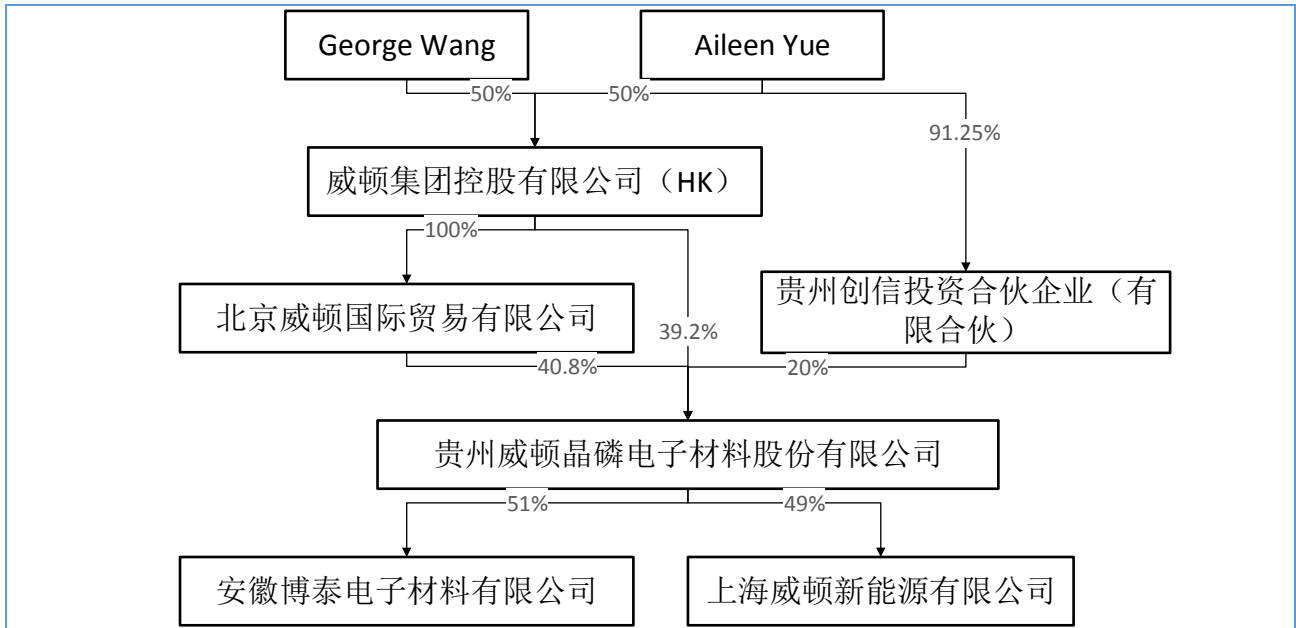 George Wang
Aileen Yue
50%
50%
91.25%
威顿集团控股有限公司（HK）
100%
北京威顿国际贸易有限公司
贵州创信投资合伙企业（有
限合伙）
39.2%
40.8%
20%
贵州威顿晶磷电子材料股份有限公司
51%
49%
安徽博泰电子材料有限公司
上海威顿新能源有限公司